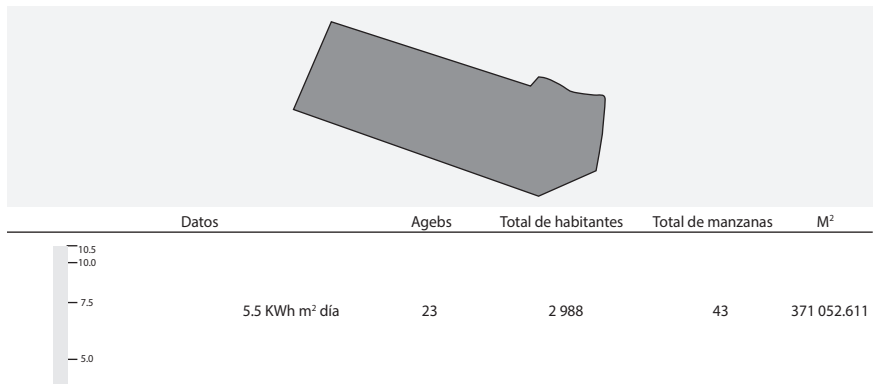 Datos Agebs Total de habitantes Total de manzanas M²
10.5
10.0
7.5
5.5 KWh m² día 23 2 988 43 371 052.611
5.0